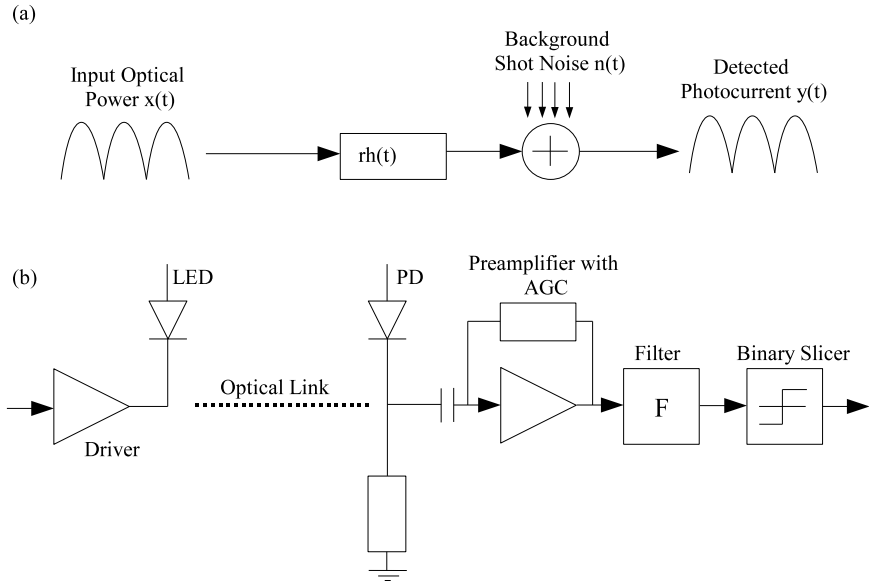 (a)
Background
Shot Noise n(t)
Input Optical
Power x(t)
Detected
Photocurrent y(t)
rh(t)
(b)
LED
PD
Preamplifier with
AGC
Optical Link
Filter
Binary Slicer
F
Driver